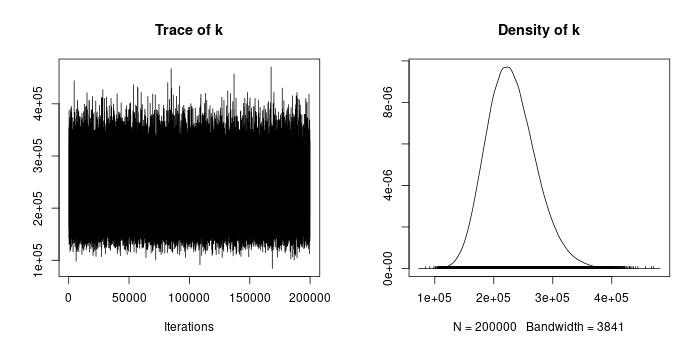 Trace of k
4e+05
3e+05
2e+05
1e+05
0 50000 100000 150000 200000
Iterations
Density of k
8e-06
4e-06
0e+00
1e+05 2e+05 3e+05 4e+05
N = 200000 Bandwidth = 3841